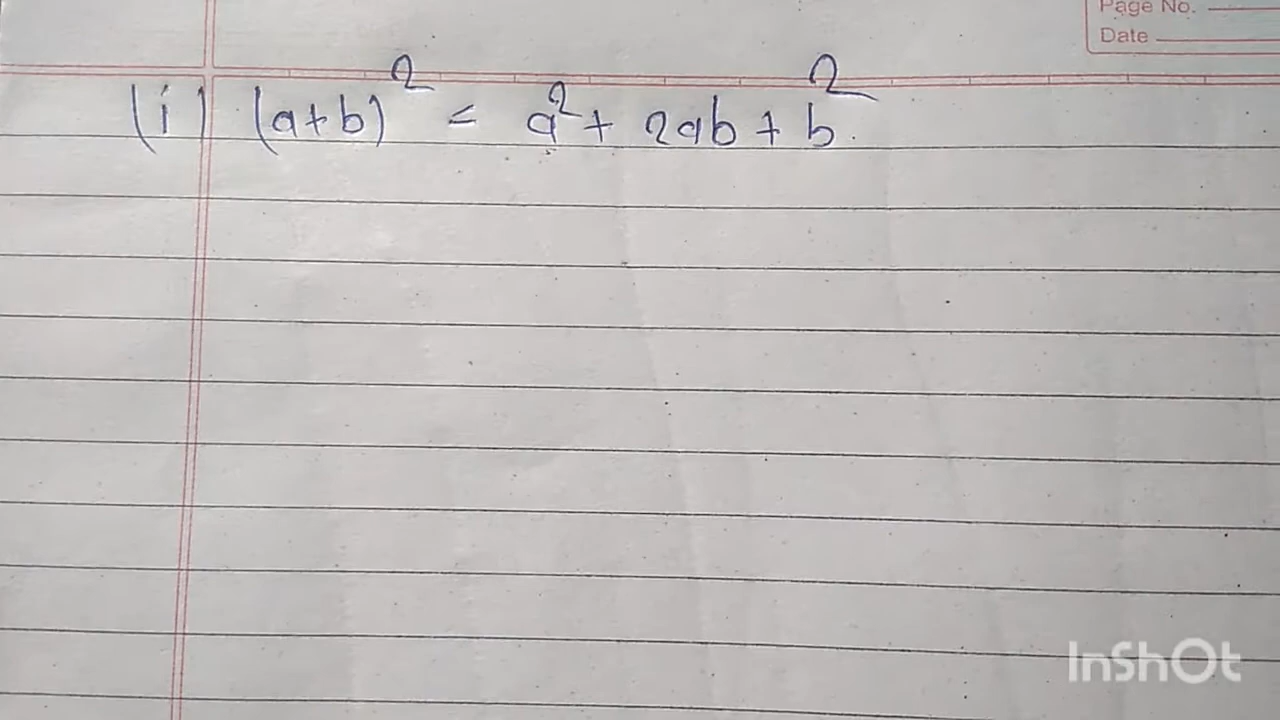 Page No.
Date
(i) (a+b)² = a² + 2ab + b²
InShOt